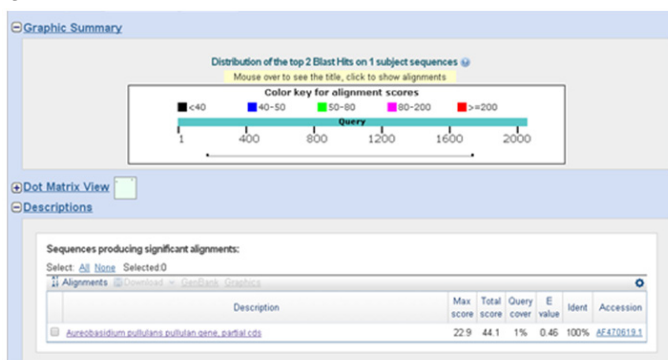 Graphic Summary
Distribution of the top 2 Blast Hits on 1 subject sequences
Mouse over to see the title, click to show alignments
Color key for alignment scores
<40 40-50 50-80 80-200 >=200
Query
1 400 800 1200 1600 2000
Dot Matrix View
Descriptions
Sequences producing significant alignments:
Select: All None Selected:0
Alignments Download GenBank Graphics
Description Max score Total score Query cover E value Ident Accession
Aureobasidium pullulans pullulan gene, partial cds 22.9 44.1 1% 0.46 100% AF470619.1